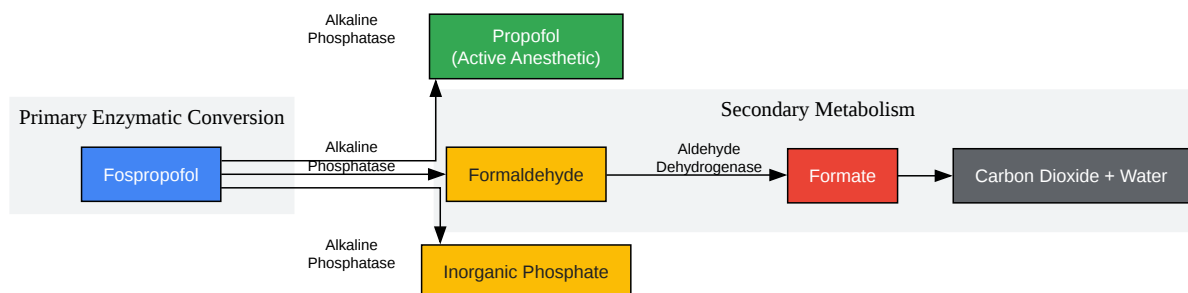 Alkaline
Phosphatase
Propofol
(Active Anesthetic)
Primary Enzymatic Conversion
Secondary Metabolism
Fospropofol
Alkaline
Phosphatase
Formaldehyde
Aldehyde
Dehydrogenase
Formate
Carbon Dioxide + Water
Alkaline
Phosphatase
Inorganic Phosphate